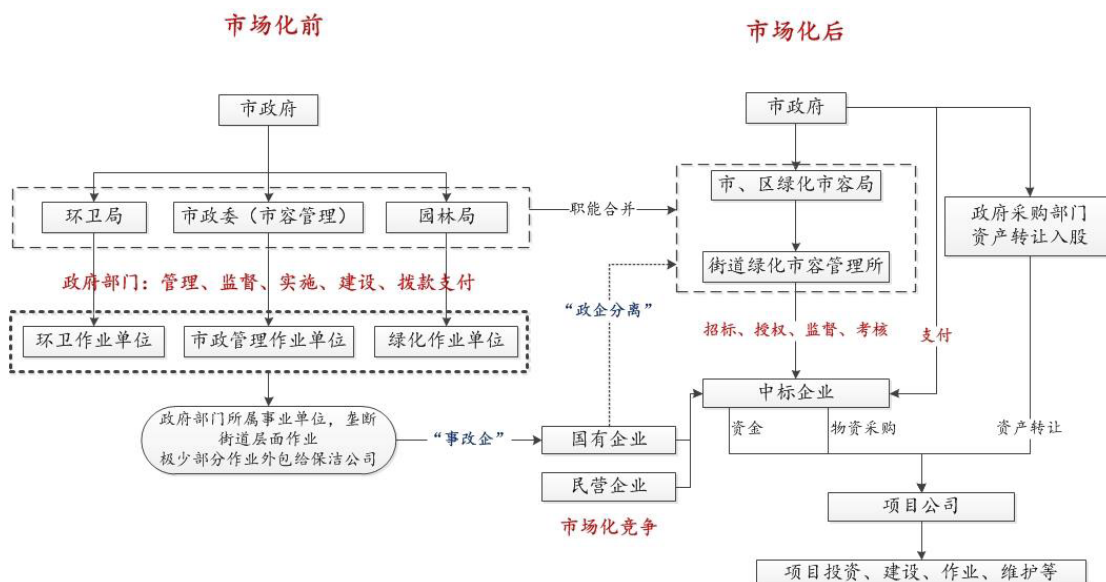 市场化前
市场化后
市政府
环卫局
市政委（市容管理）
园林局
政府部门：管理、监督、实施、建设、拨款支付
环卫作业单位
市政管理作业单位
绿化作业单位
政府部门所属事业单位，垄断
街道层面作业
极少部分作业外包给保洁公司
职能合并
“政企分离”
“事改企”
市政府
市、区绿化市容局
街道绿化市容管理所
政府采购部门
资产转让入股
招标、授权、监督、考核
支付
中标企业
资金
物资采购
资产转让
国有企业
民营企业
市场化竞争
项目公司
项目投资、建设、作业、维护等